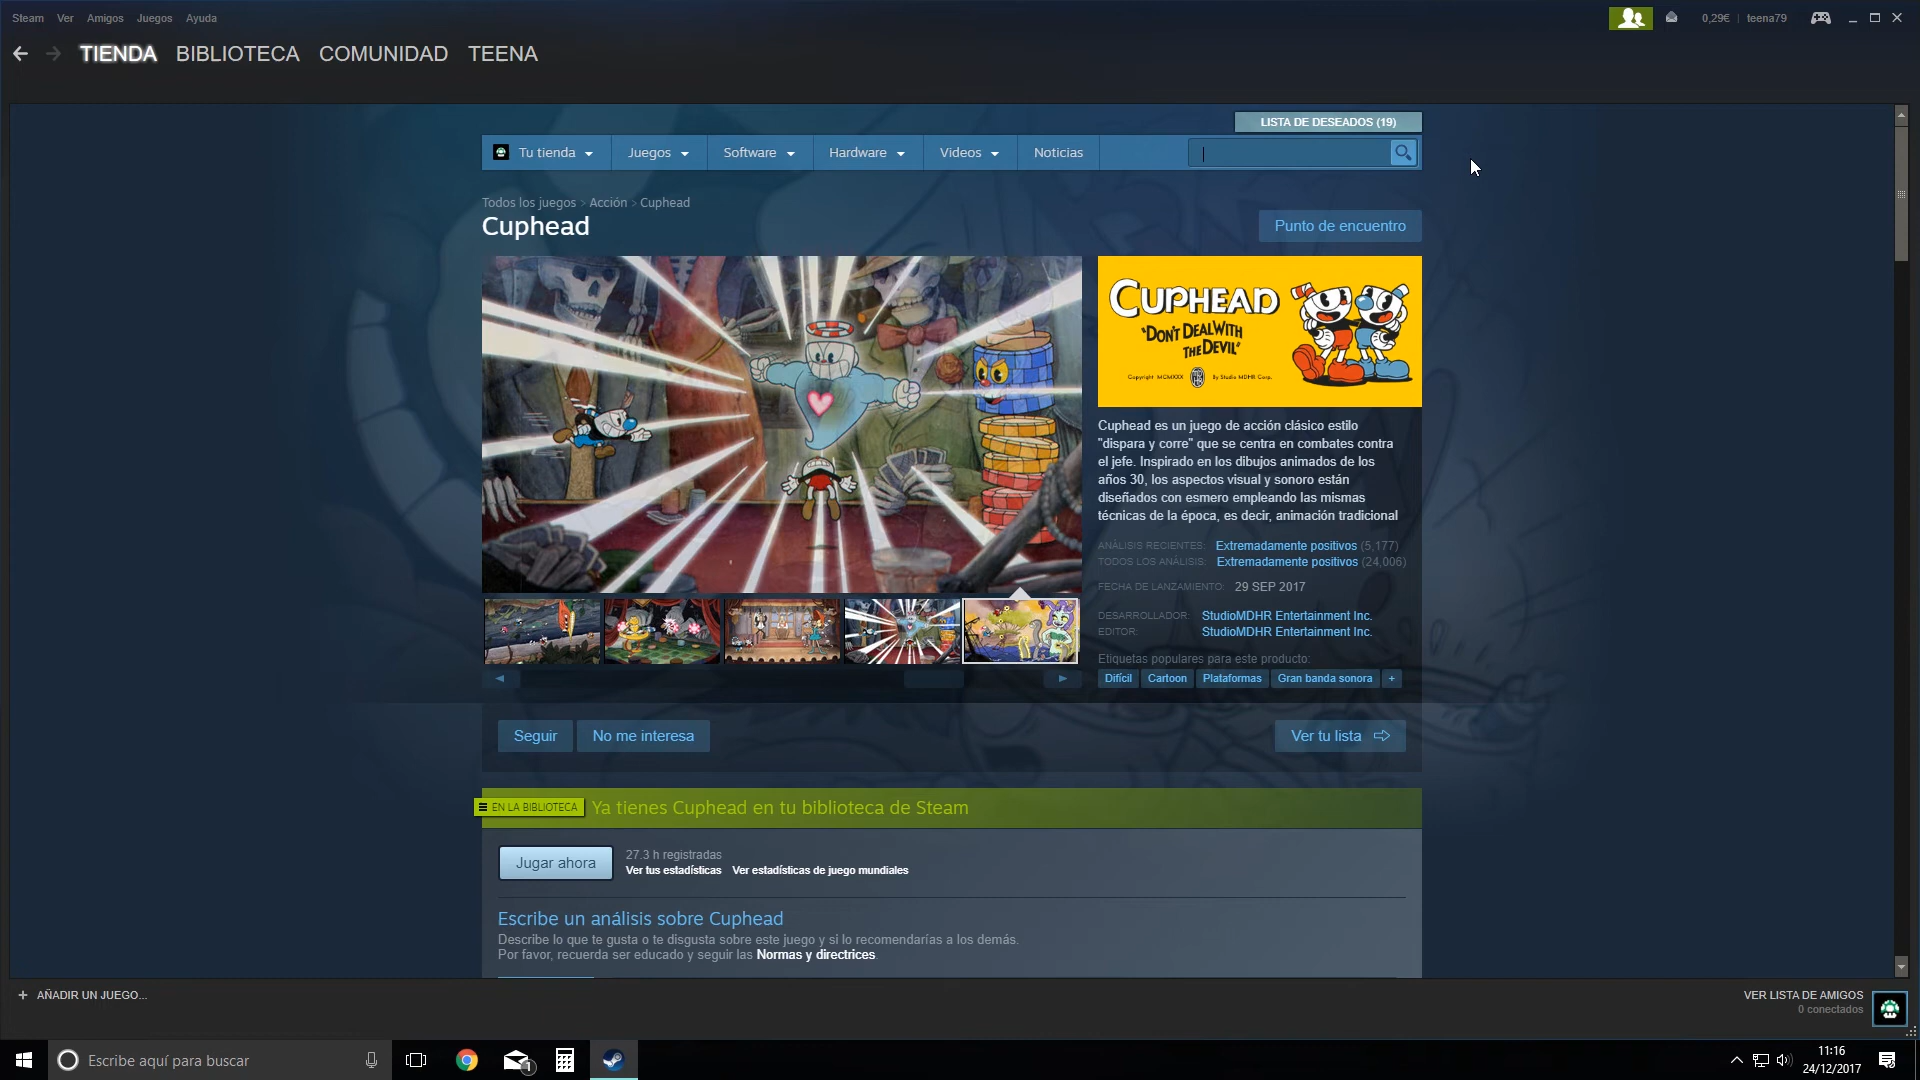 Steam Ver Amigos Juegos Ayuda
0,29€ | teena79
TIENDA BIBLIOTECA COMUNIDAD TEENA
LISTA DE DESEADOS (19)
Tu tienda Juegos Software Hardware Videos Noticias
Todos los juegos > Acción > Cuphead
Cuphead
Punto de encuentro
CUPHEAD
"DON'T DEAL WITH
THE DEVIL"
Copyright MCMXXX By Studio MDHR Corp.
Cuphead es un juego de acción clásico estilo
"dispara y corre" que se centra en combates contra
el jefe. Inspirado en los dibujos animados de los
años 30, los aspectos visual y sonoro están
diseñados con esmero empleando las mismas
técnicas de la época, es decir, animación tradicional
ANÁLISIS RECIENTES: Extremadamente positivos (5,177)
TODOS LOS ANÁLISIS: Extremadamente positivos (24,006)
FECHA DE LANZAMIENTO: 29 SEP 2017
DESARROLLADOR: StudioMDHR Entertainment Inc.
EDITOR: StudioMDHR Entertainment Inc.
Etiquetas populares para este producto:
Difícil Cartoon Plataformas Gran banda sonora +
Seguir No me interesa Ver tu lista
EN LA BIBLIOTECA Ya tienes Cuphead en tu biblioteca de Steam
Jugar ahora
27.3 h registradas
Ver tus estadísticas Ver estadísticas de juego mundiales
Escribe un análisis sobre Cuphead
Describe lo que te gusta o te disgusta sobre este juego y si lo recomendarías a los demás.
Por favor, recuerda ser educado y seguir las Normas y directrices
+ AÑADIR UN JUEGO...
VER LISTA DE AMIGOS
0 conectados
Escribe aquí para buscar
1
11:16
24/12/2017